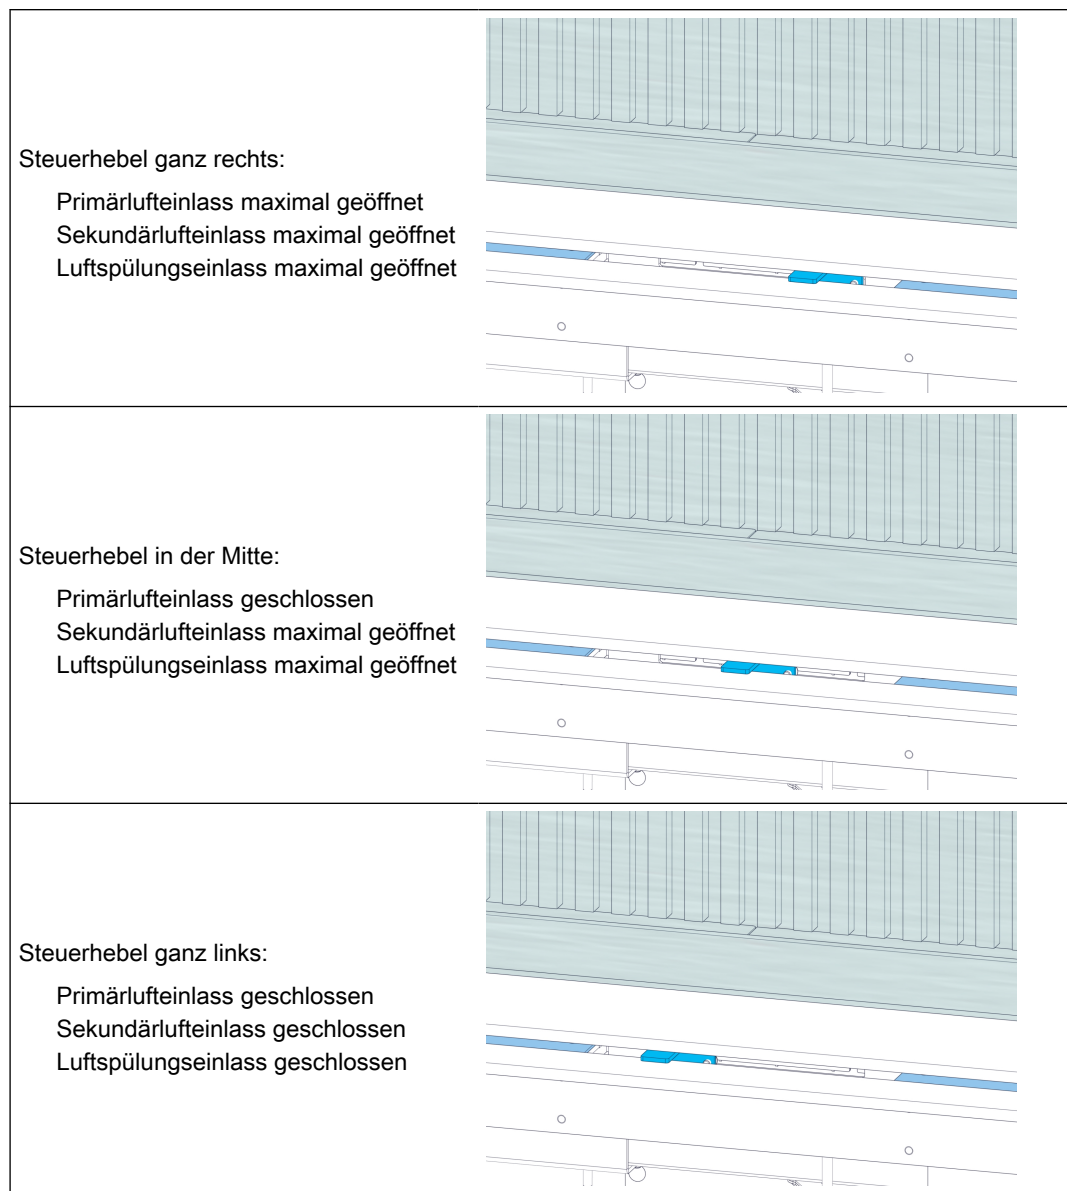 Steuerhebel ganz rechts:
Primärlufteinlass maximal geöffnet
Sekundärlufteinlass maximal geöffnet
Luftspülungseinlass maximal geöffnet
Steuerhebel in der Mitte:
Primärlufteinlass geschlossen
Sekundärlufteinlass maximal geöffnet
Luftspülungseinlass maximal geöffnet
Steuerhebel ganz links:
Primärlufteinlass geschlossen
Sekundärlufteinlass geschlossen
Luftspülungseinlass geschlossen